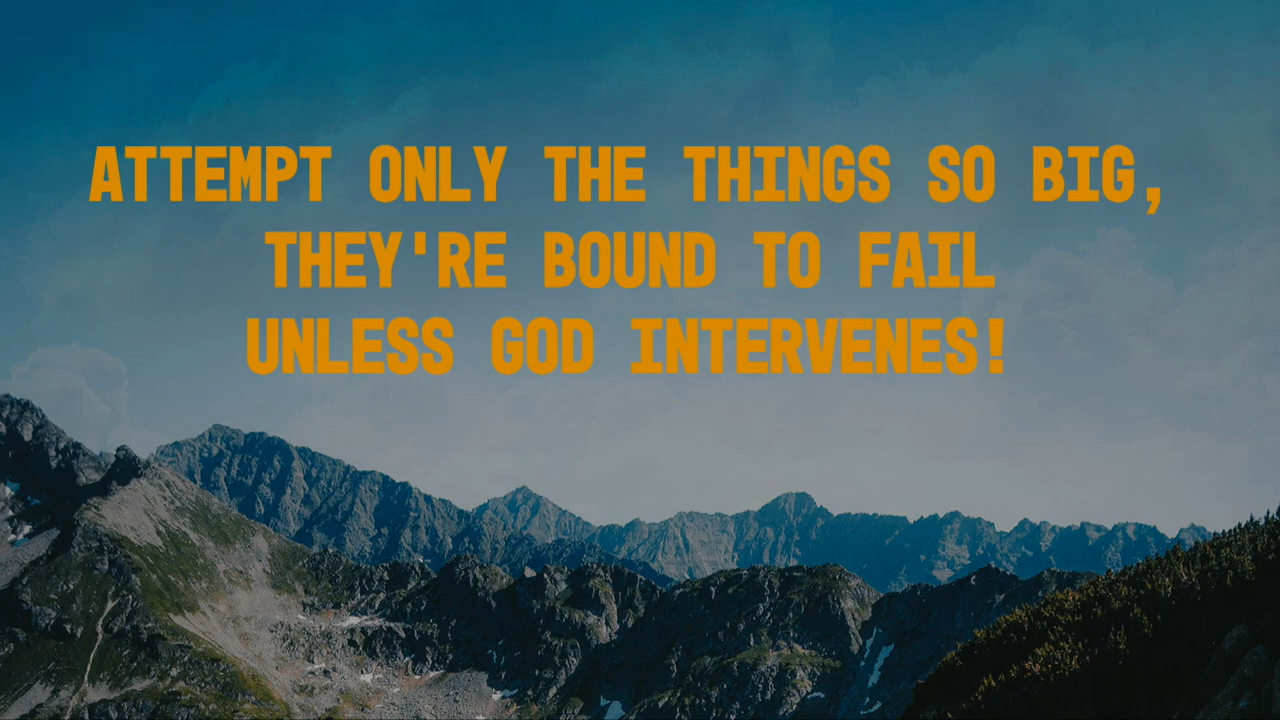 ATTEMPT ONLY THE THINGS SO BIG,
THEY'RE BOUND TO FAIL
UNLESS GOD INTERVENES!